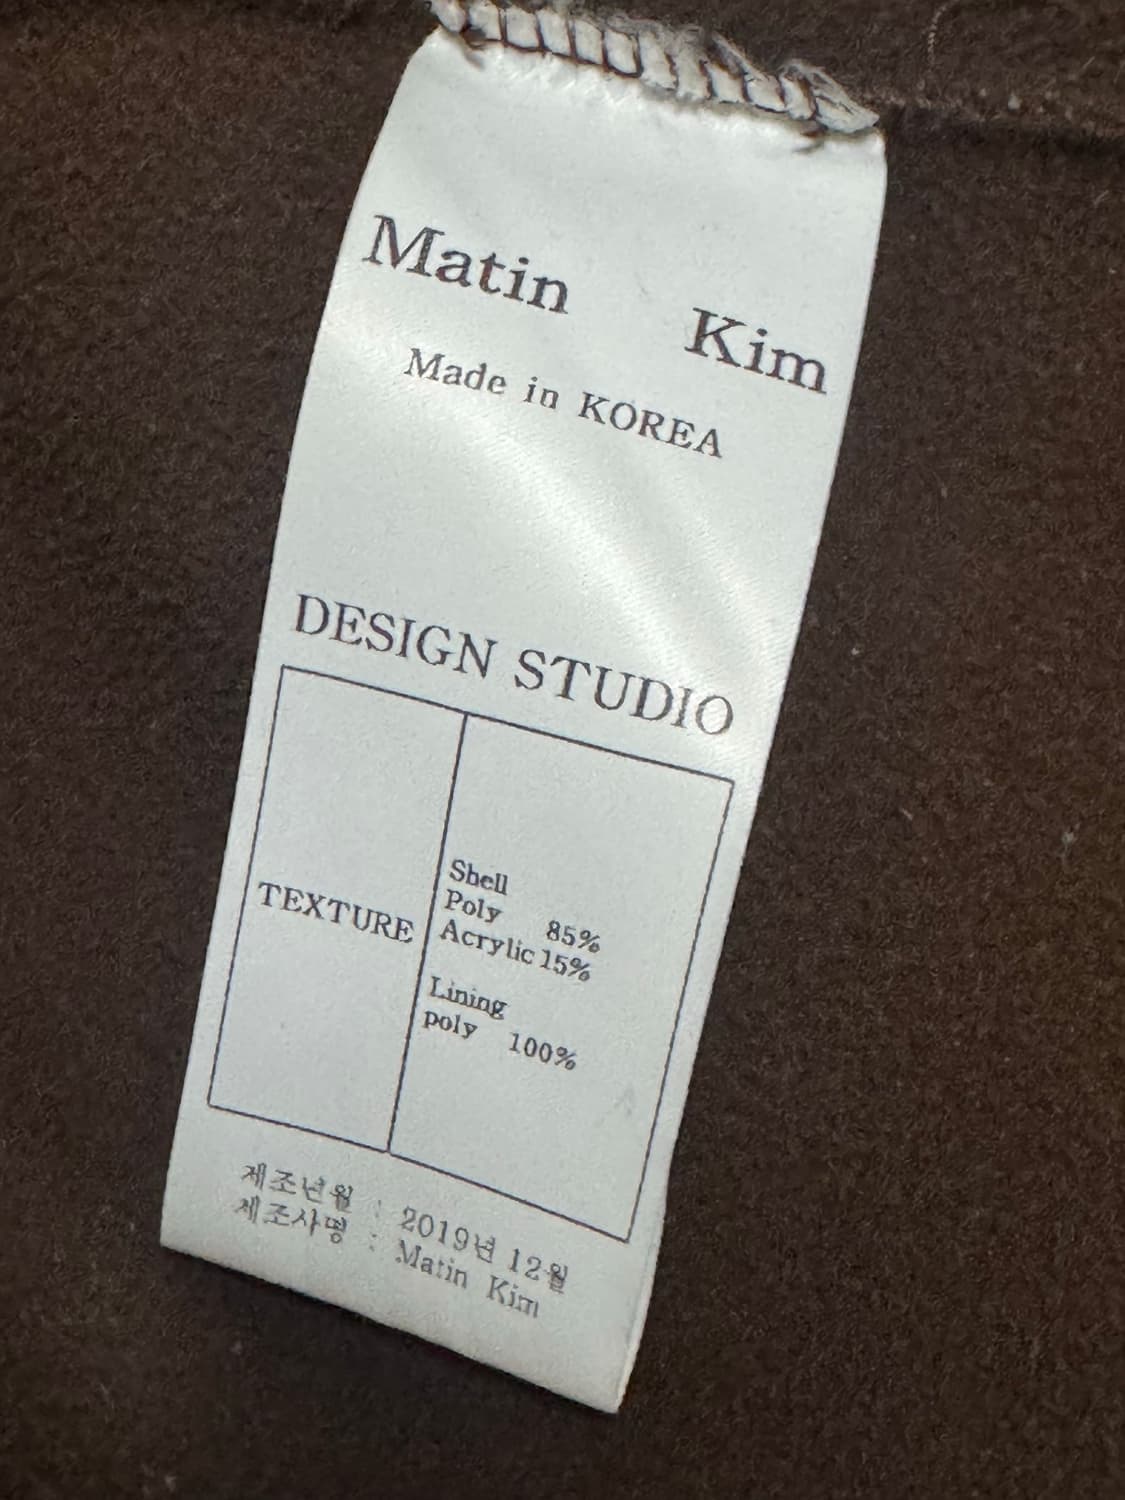 Matin Kim
Made in KOREA
DESIGN STUDIO
TEXTURE
Shell
Poly 85%
Acrylic 15%
Lining
poly 100%
제조년월 : 2019년 12월
제조사명 : Matin Kim